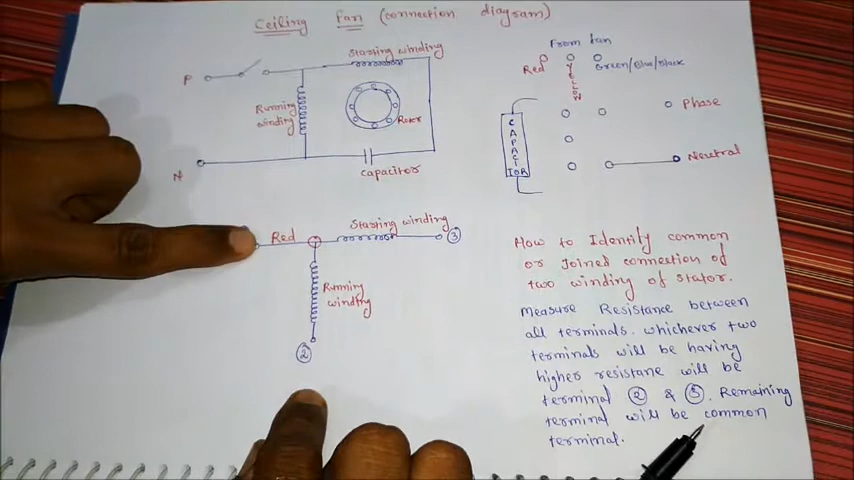 Ceiling Fan (connection diagram)
P
Starting winding
Running
winding
Rotor
N
capacitor
From fan
Red
YELLOW
Green/Blue/Black
Phase
CAPACITOR
Neutral
Red
Starting winding
3
Running
winding
2
How to Identify common
or Joined connection of
two winding of stator.
Measure Resistance between
all terminals. whichever two
terminals will be having
higher resistane will be
terminal 2 & 3. Remaining
terminal will be common
terminal.